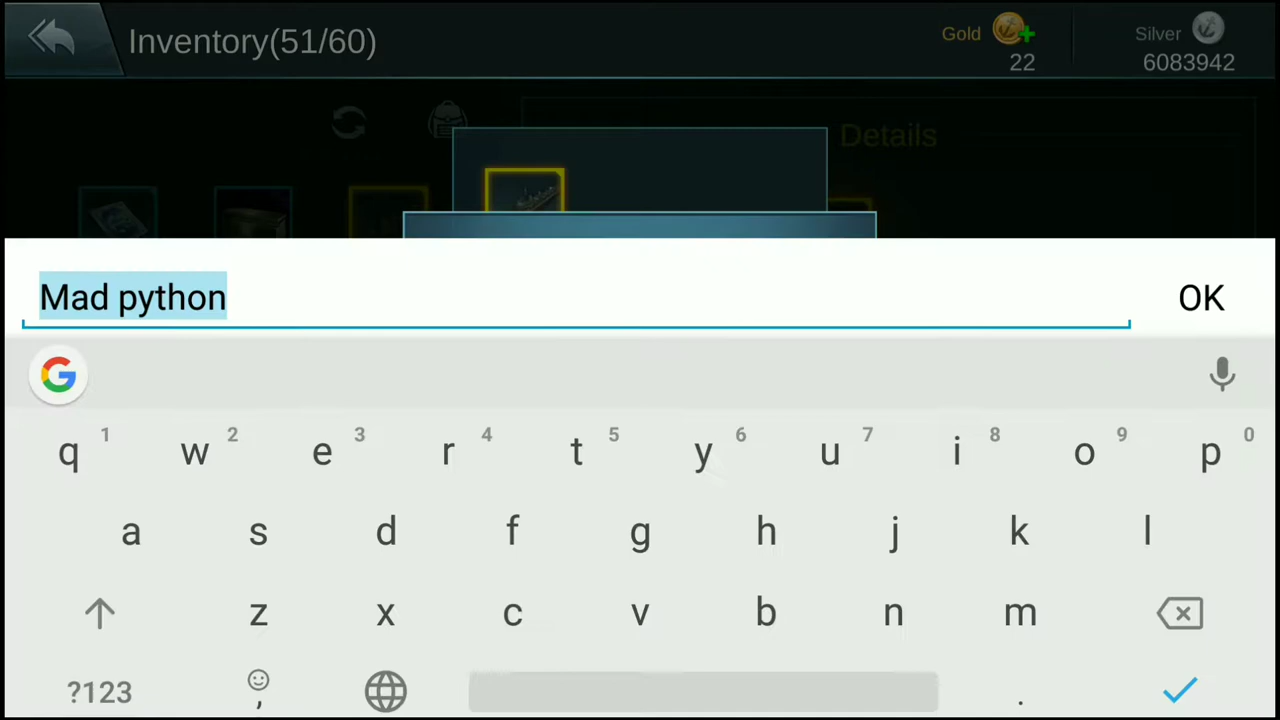 Inventory(51/60)
Gold
22
Silver
6083942
Details
Mad python
OK
G
q 1 w 2 e 3 r 4 t 5 y 6 u 7 i 8 o 9 p 0
a s d f g h j k l
z x c v b n m
?123 , .